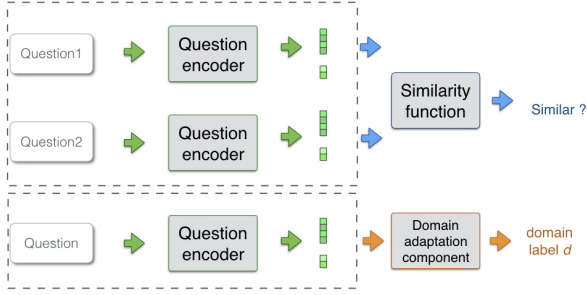 Question1
Question
encoder
Similarity
function
Similar ?
Question2
Question
encoder
Question
Question
encoder
Domain
adaptation
component
domain
label d